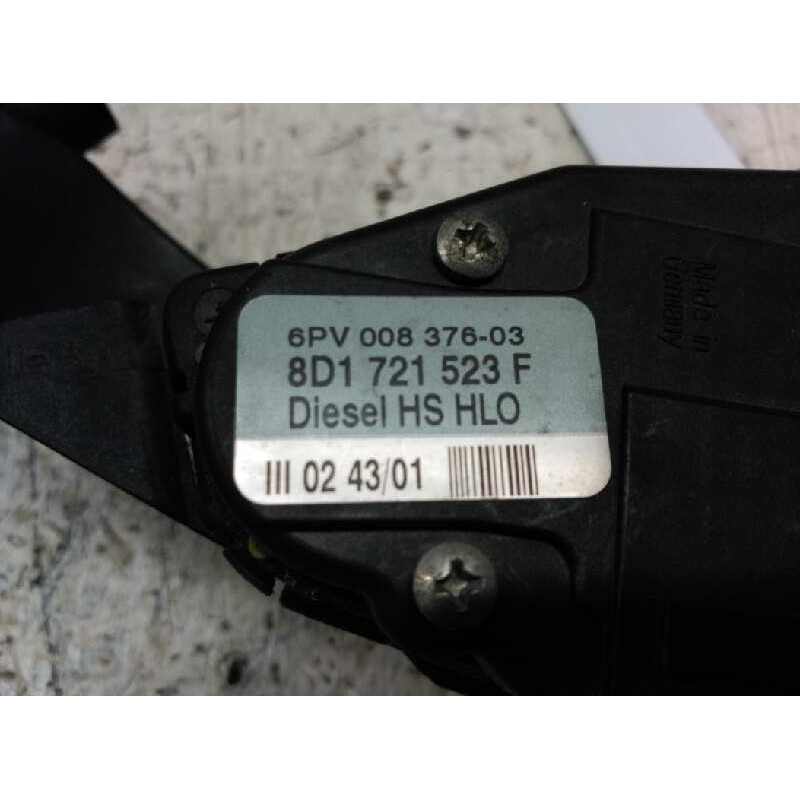 6PV 008 376-03
8D1 721 523 F
Diesel HS HLO
III 02 43/01
Made in
Germany